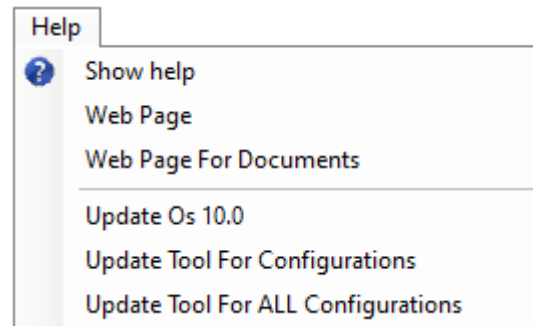 Help
Show help
Web Page
Web Page For Documents
Update Os 10.0
Update Tool For Configurations
Update Tool For ALL Configurations